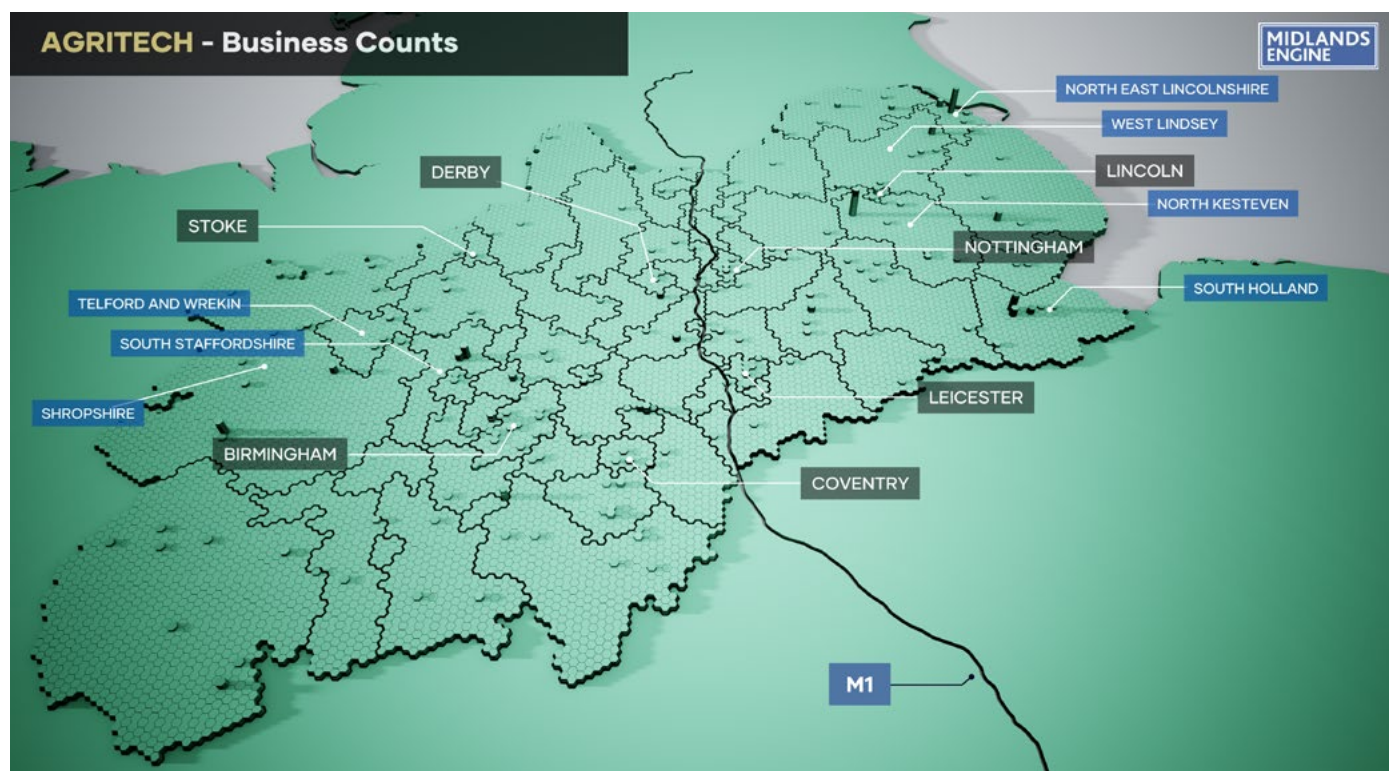 AGRITECH - Business Counts
MIDLANDS
ENGINE
NORTH EAST LINCOLNSHIRE
WEST LINDSEY
DERBY
LINCOLN
NORTH KESTEVEN
STOKE
NOTTINGHAM
SOUTH HOLLAND
TELFORD AND WREKIN
SOUTH STAFFORDSHIRE
LEICESTER
SHROPSHIRE
BIRMINGHAM
COVENTRY
M1